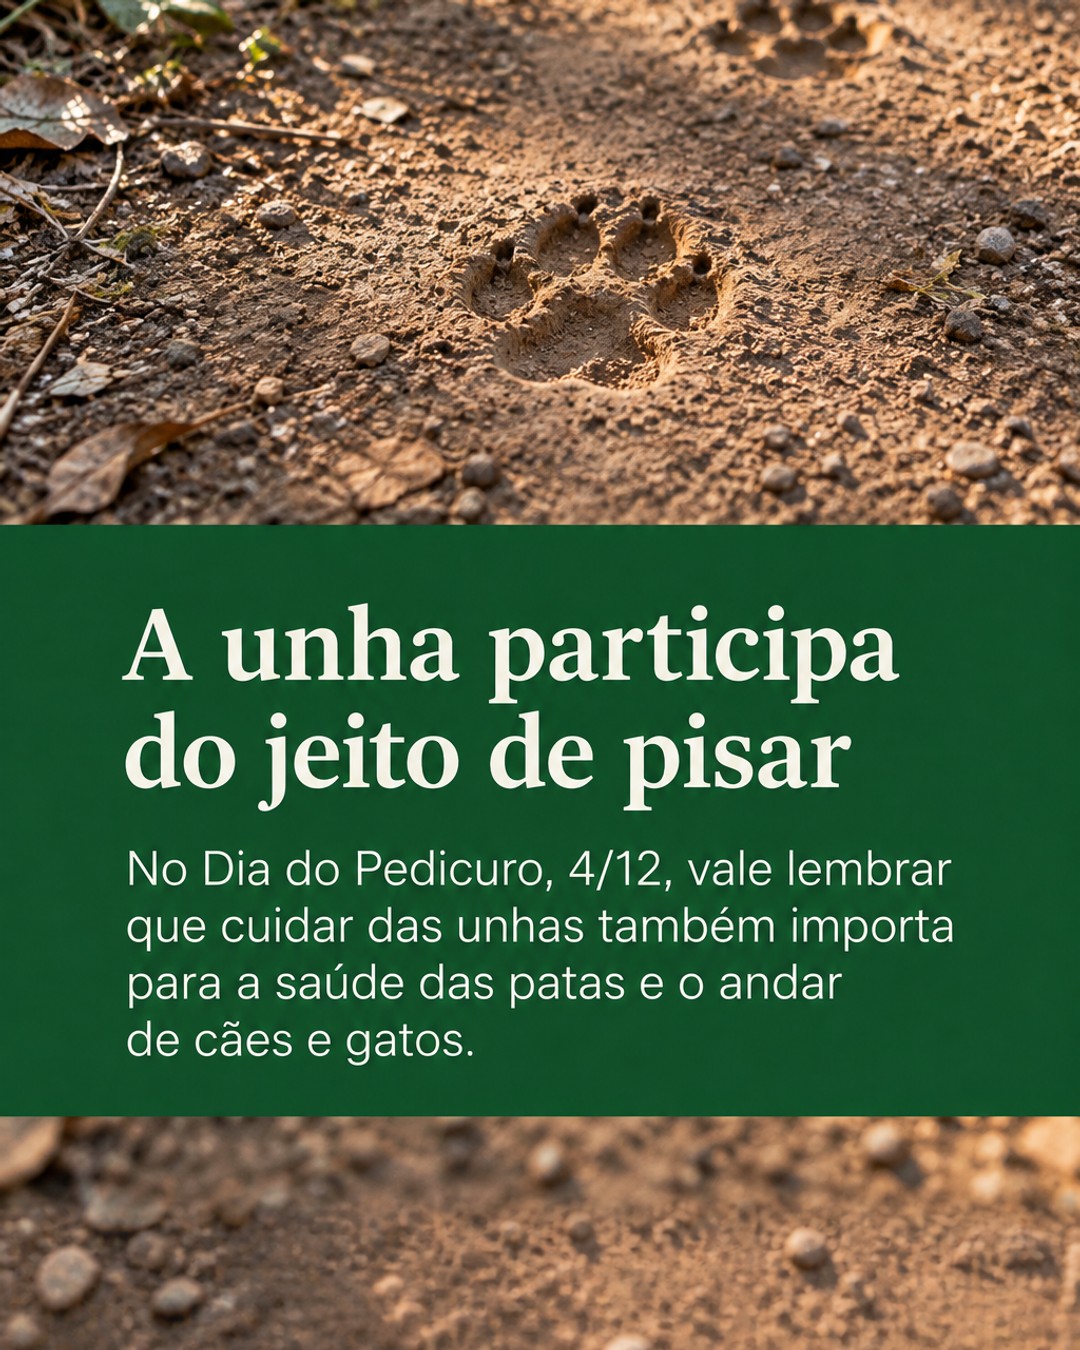 A unha participa
do jeito de pisar
No Dia do Pedicuro, 4/12, vale lembrar
que cuidar das unhas também importa
para a saúde das patas e o andar
de cães e gatos.